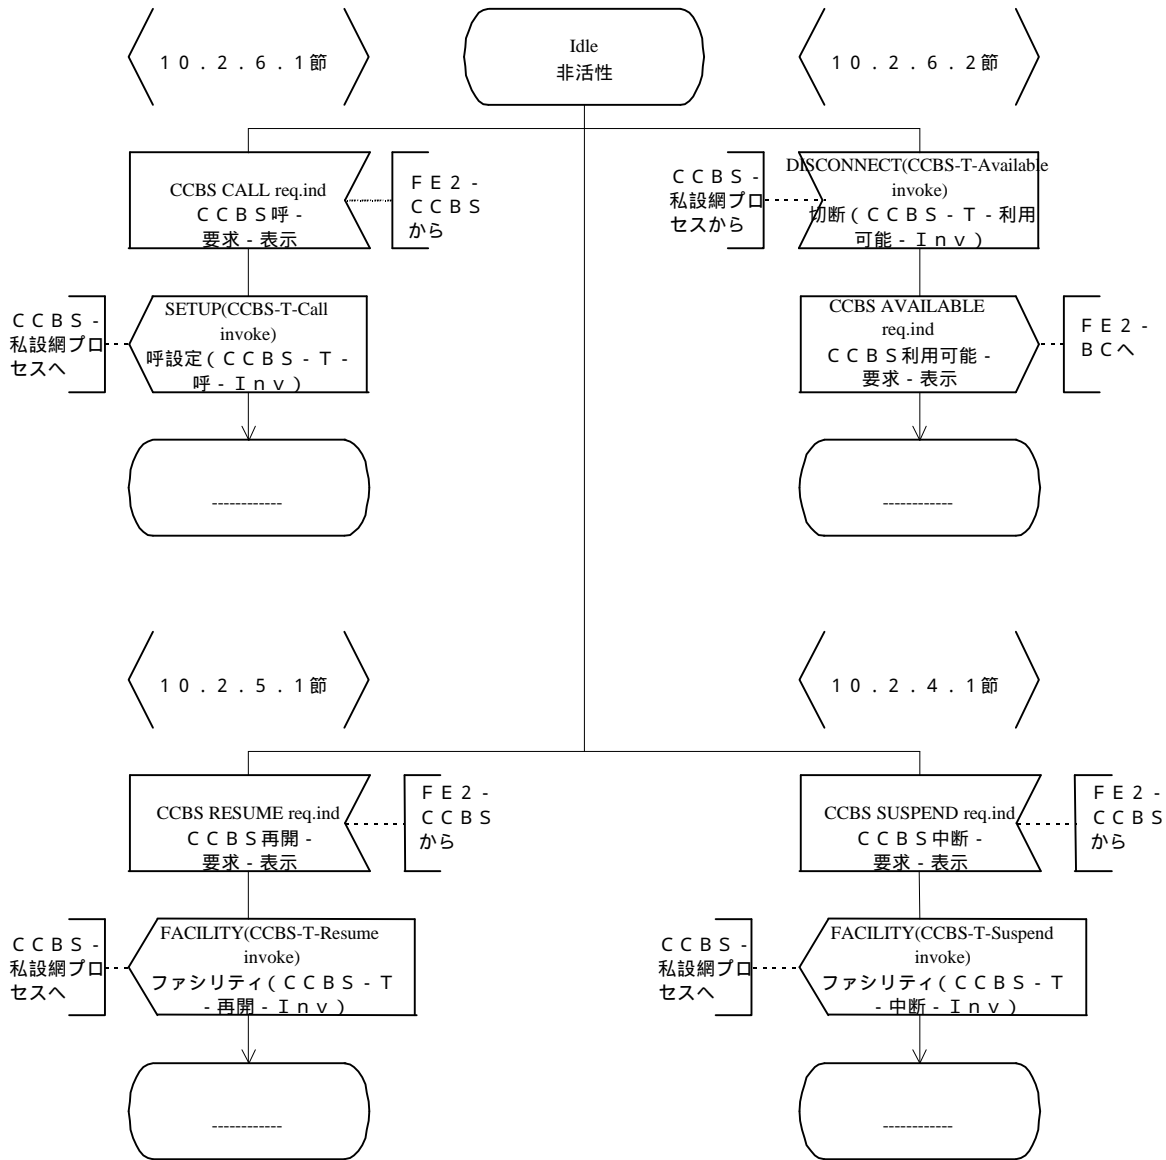 １０．２．６．１節
Idle
非活性
１０．２．６．２節
CCBS CALL req.ind
ＣＣＢＳ呼 -
要求 - 表示
ＦＥ２-
ＣＣＢＳ
から
ＣＣＢＳ-
私設網プロ
セスから
DISCONNECT(CCBS-T-Available
invoke)
切断（ＣＣＢＳ-Ｔ-利用
可能-Ｉｎｖ）
ＣＣＢＳ-
私設網プロ
セスへ
SETUP(CCBS-T-Call
invoke)
呼設定（ＣＣＢＳ-Ｔ-
呼-Ｉｎｖ）
CCBS AVAILABLE
req.ind
ＣＣＢＳ利用可能 -
要求 - 表示
ＦＥ２-
ＢＣへ
------------
------------
１０．２．５．１節
１０．２．４．１節
CCBS RESUME req.ind
ＣＣＢＳ再開 -
要求 - 表示
ＦＥ２-
ＣＣＢＳ
から
CCBS SUSPEND req.ind
ＣＣＢＳ中断 -
要求 - 表示
ＦＥ２-
ＣＣＢＳ
から
ＣＣＢＳ-
私設網プロ
セスへ
FACILITY(CCBS-T-Resume
invoke)
ファシリティ（ＣＣＢＳ-Ｔ
-再開-Ｉｎｖ）
ＣＣＢＳ-
私設網プロ
セスへ
FACILITY(CCBS-T-Suspend
invoke)
ファシリティ（ＣＣＢＳ-Ｔ
-中断-Ｉｎｖ）
------------
------------